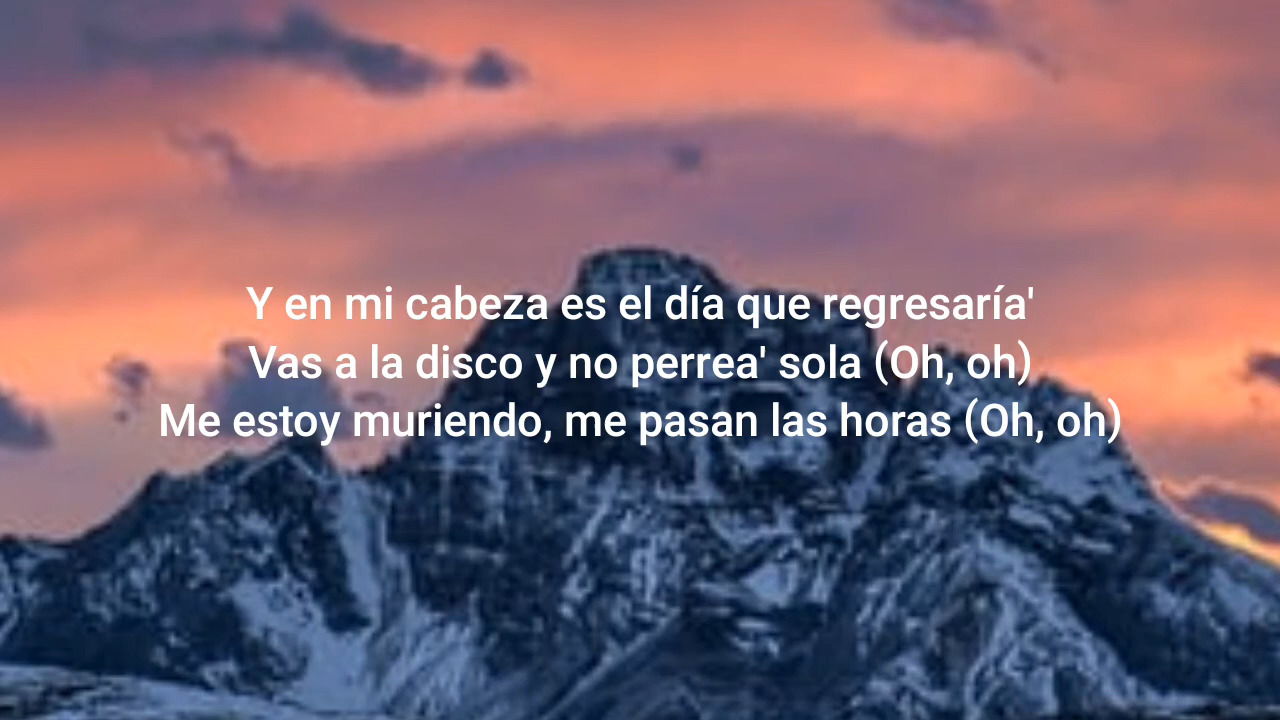 Y en mi cabeza es el día que regresaría'
Vas a la disco y no perrea' sola (Oh, oh)
Me estoy muriendo, me pasan las horas (Oh, oh)